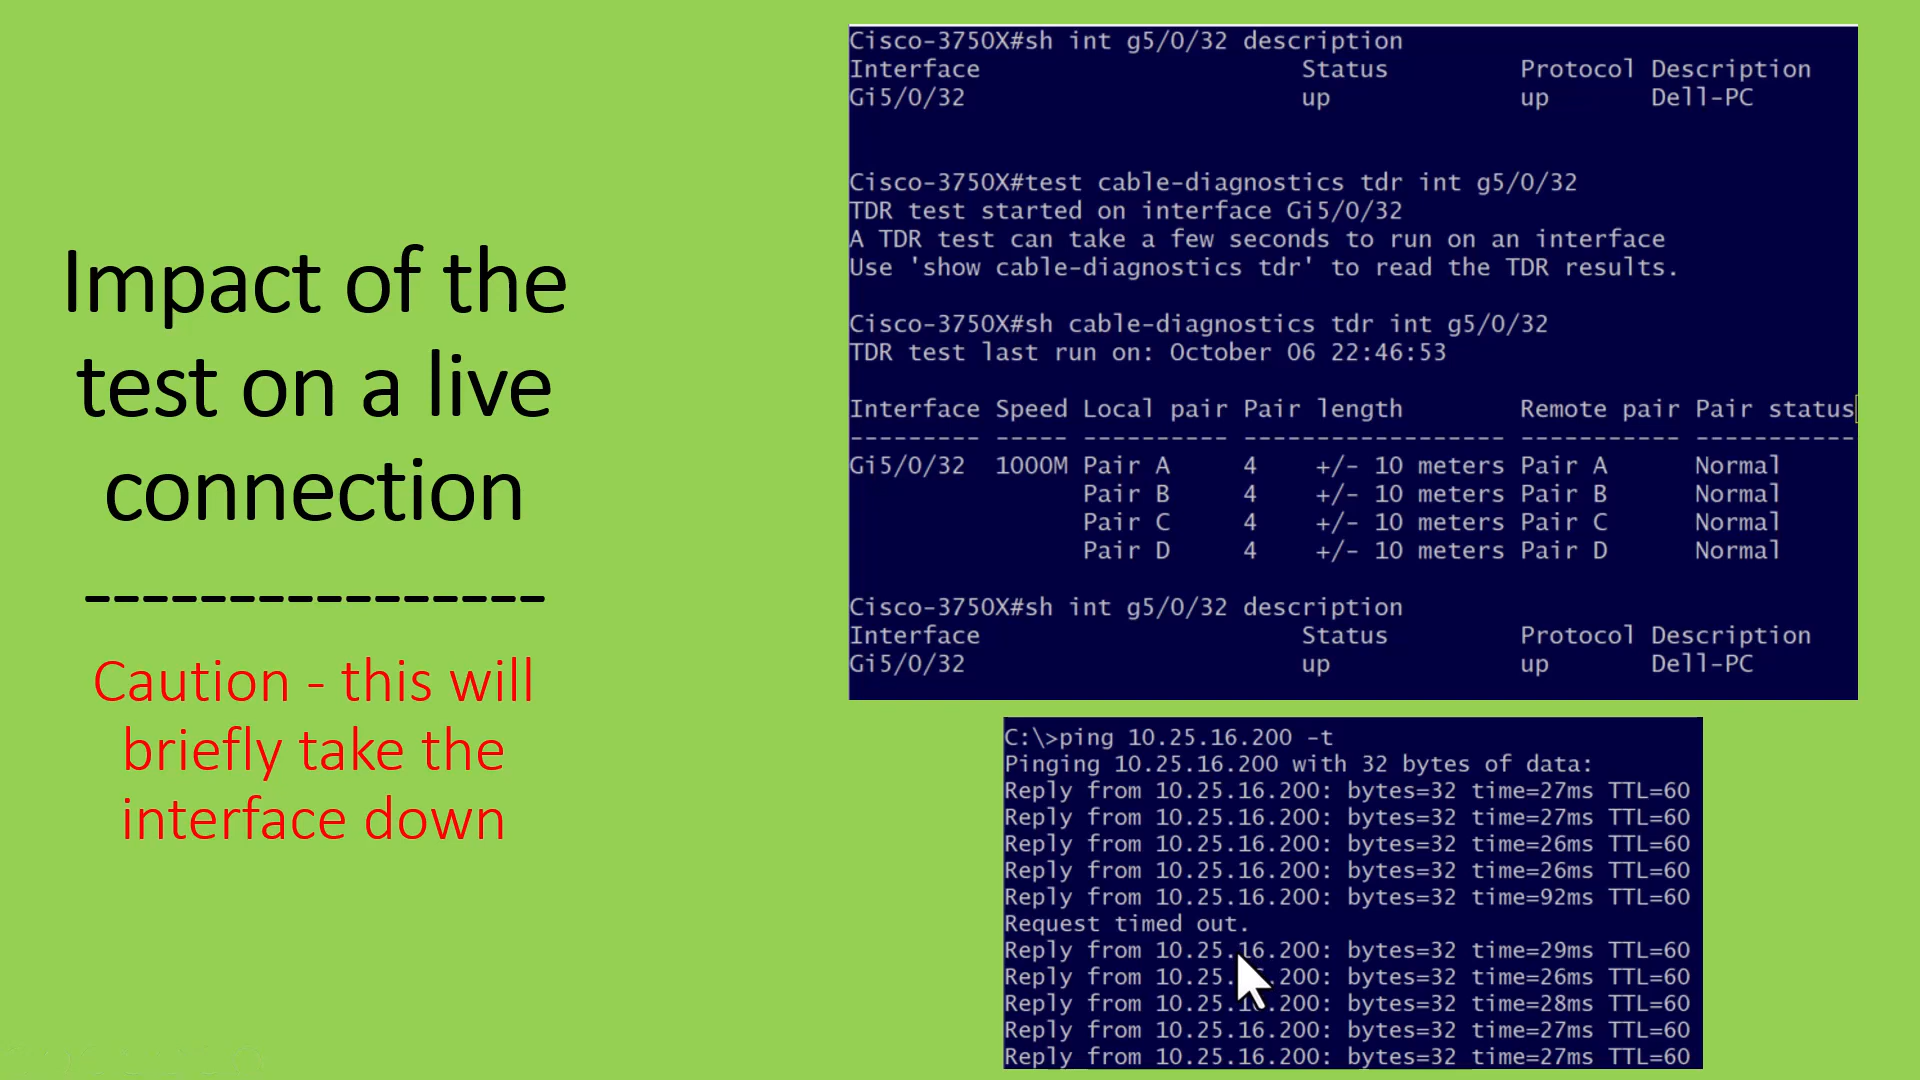 Impact of the
test on a live
connection
----------------
Caution - this will
briefly take the
interface down
Cisco-3750X#sh int g5/0/32 description
Interface                      Status         Protocol Description
Gi5/0/32                       up             up       Dell-PC
Cisco-3750X#test cable-diagnostics tdr int g5/0/32
TDR test started on interface Gi5/0/32
A TDR test can take a few seconds to run on an interface
Use 'show cable-diagnostics tdr' to read the TDR results.
Cisco-3750X#sh cable-diagnostics tdr int g5/0/32
TDR test last run on: October 06 22:46:53
Interface Speed Local pair Pair length        Remote pair Pair status
--------- ----- ---------- ------------------ ----------- -----------
Gi5/0/32  1000M Pair A     4    +/- 10 meters Pair A      Normal
Pair B     4    +/- 10 meters Pair B      Normal
Pair C     4    +/- 10 meters Pair C      Normal
Pair D     4    +/- 10 meters Pair D      Normal
Cisco-3750X#sh int g5/0/32 description
Interface                      Status         Protocol Description
Gi5/0/32                       up             up       Dell-PC
C:\>ping 10.25.16.200 -t
Pinging 10.25.16.200 with 32 bytes of data:
Reply from 10.25.16.200: bytes=32 time=27ms TTL=60
Reply from 10.25.16.200: bytes=32 time=27ms TTL=60
Reply from 10.25.16.200: bytes=32 time=26ms TTL=60
Reply from 10.25.16.200: bytes=32 time=26ms TTL=60
Reply from 10.25.16.200: bytes=32 time=92ms TTL=60
Request timed out.
Reply from 10.25.16.200: bytes=32 time=29ms TTL=60
Reply from 10.25.16.200: bytes=32 time=26ms TTL=60
Reply from 10.25.16.200: bytes=32 time=28ms TTL=60
Reply from 10.25.16.200: bytes=32 time=27ms TTL=60
Reply from 10.25.16.200: bytes=32 time=27ms TTL=60